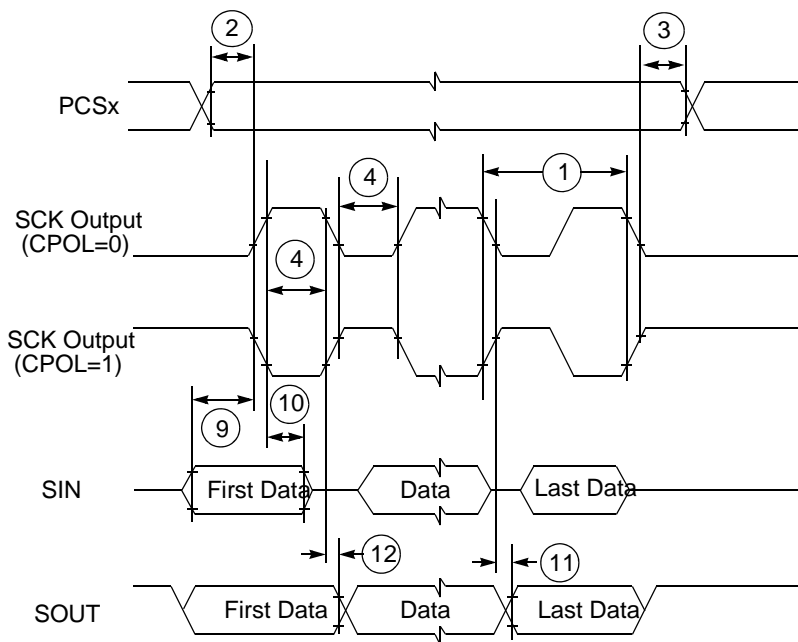 2
3
PCSx
4
1
SCK Output
(CPOL=0)
4
SCK Output
(CPOL=1)
9
10
SIN
First Data
Data
Last Data
12
11
SOUT
First Data
Data
Last Data